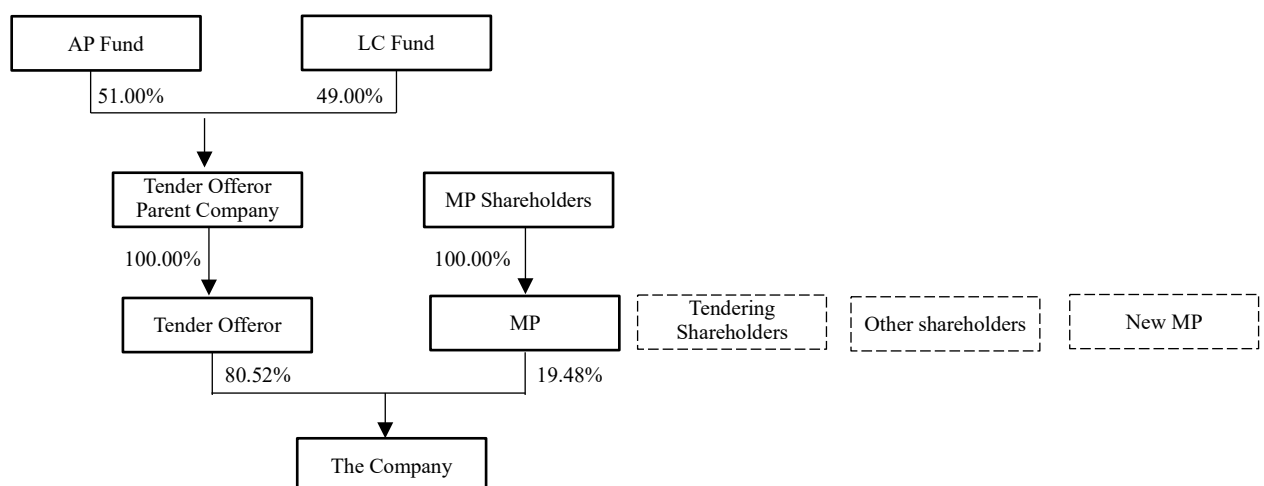 AP Fund
LC Fund
51.00%
49.00%
Tender Offeror
Parent Company
MP Shareholders
100.00%
100.00%
Tender Offeror
MP
Tendering
Shareholders
Other shareholders
New MP
80.52%
19.48%
The Company